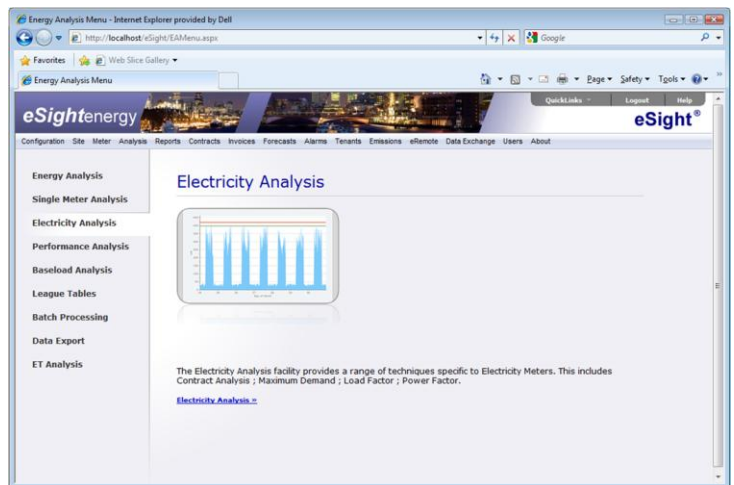 Energy Analysis Menu - Internet Explorer provided by Dell
http://localhost/eSight/EAMenu.aspx
Google
Favorites
Web Slice Gallery
Energy Analysis Menu
Page
Safety
Tools
QuickLinks
Logout
Help
eSightenergy
eSight®
Configuration Site Meter Analysis Reports Contracts Invoices Forecasts Alarms Tenants Emissions eRemote Data Exchange Users About
Energy Analysis
Single Meter Analysis
Electricity Analysis
Performance Analysis
Baseload Analysis
League Tables
Batch Processing
Data Export
ET Analysis
Electricity Analysis
The Electricity Analysis facility provides a range of techniques specific to Electricity Meters. This includes
Contract Analysis ; Maximum Demand ; Load Factor ; Power Factor.
Electricity Analysis »